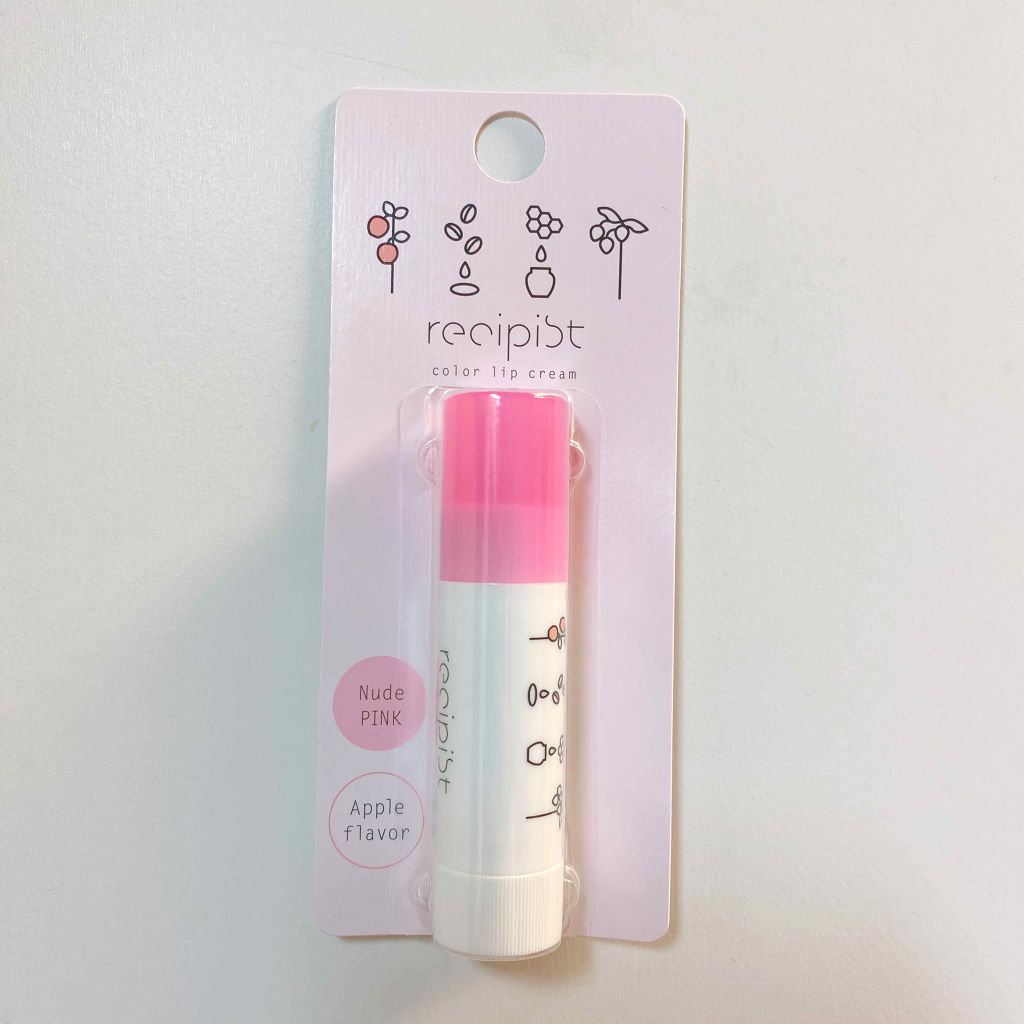 recipist
color lip cream
recipist
Nude
PINK
Apple
flavor